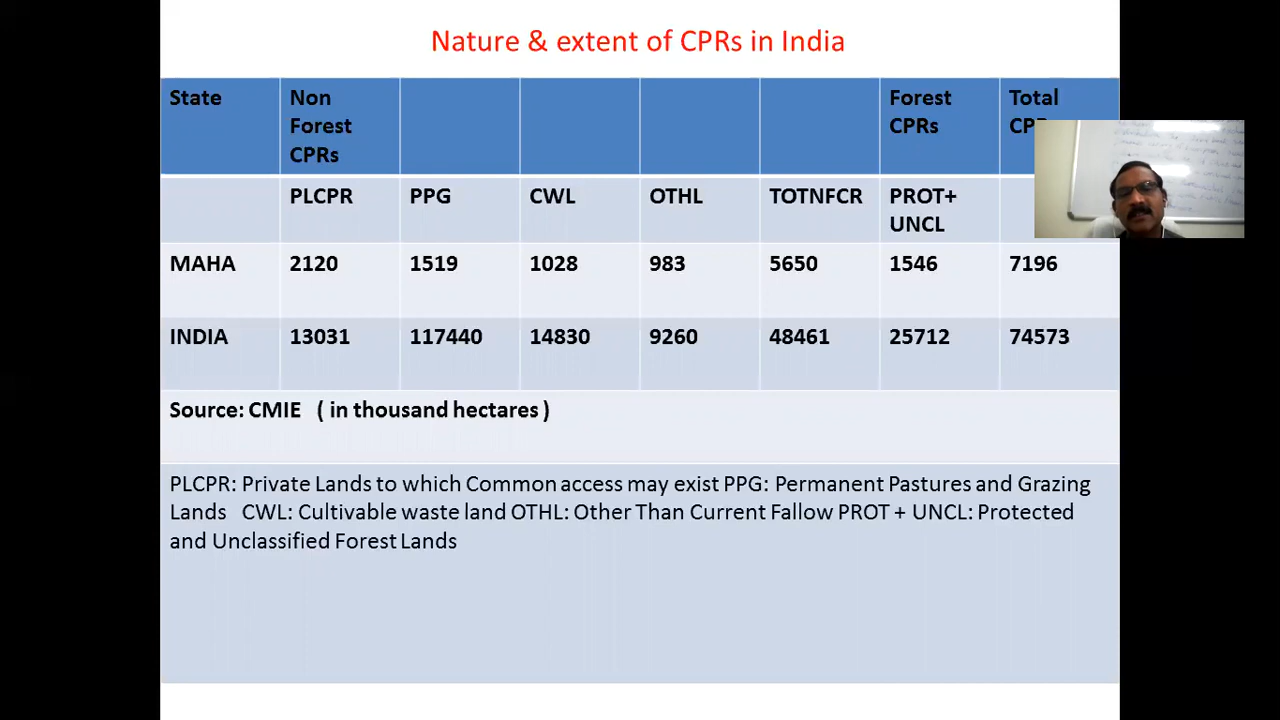 Nature & extent of CPRs in India
State Non Forest CPRs Forest CPRs Total
PLCPR PPG CWL OTHL TOTNFCR PROT+ UNCL
MAHA 2120 1519 1028 983 5650 1546 7196
INDIA 13031 117440 14830 9260 48461 25712 74573
Source: CMIE ( in thousand hectares )
PLCPR: Private Lands to which Common access may exist PPG: Permanent Pastures and Grazing
Lands CWL: Cultivable waste land OTHL: Other Than Current Fallow PROT + UNCL: Protected
and Unclassified Forest Lands